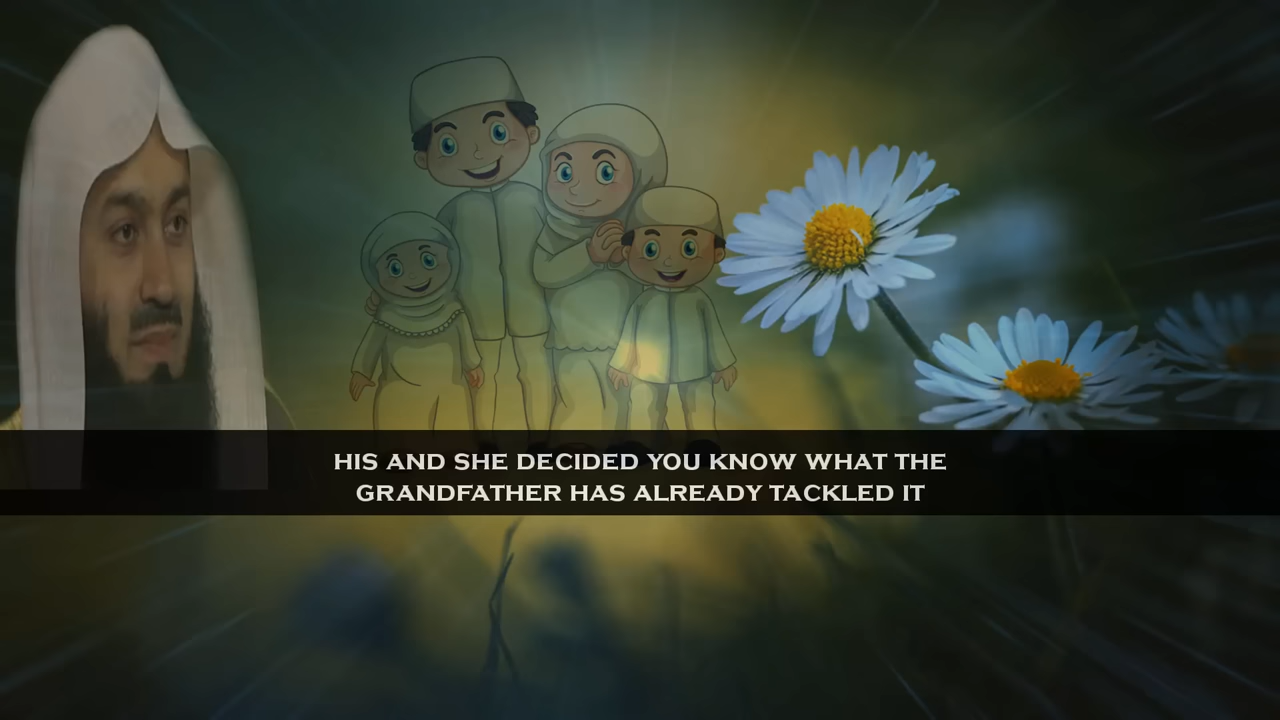 HIS AND SHE DECIDED YOU KNOW WHAT THE
GRANDFATHER HAS ALREADY TACKLED IT